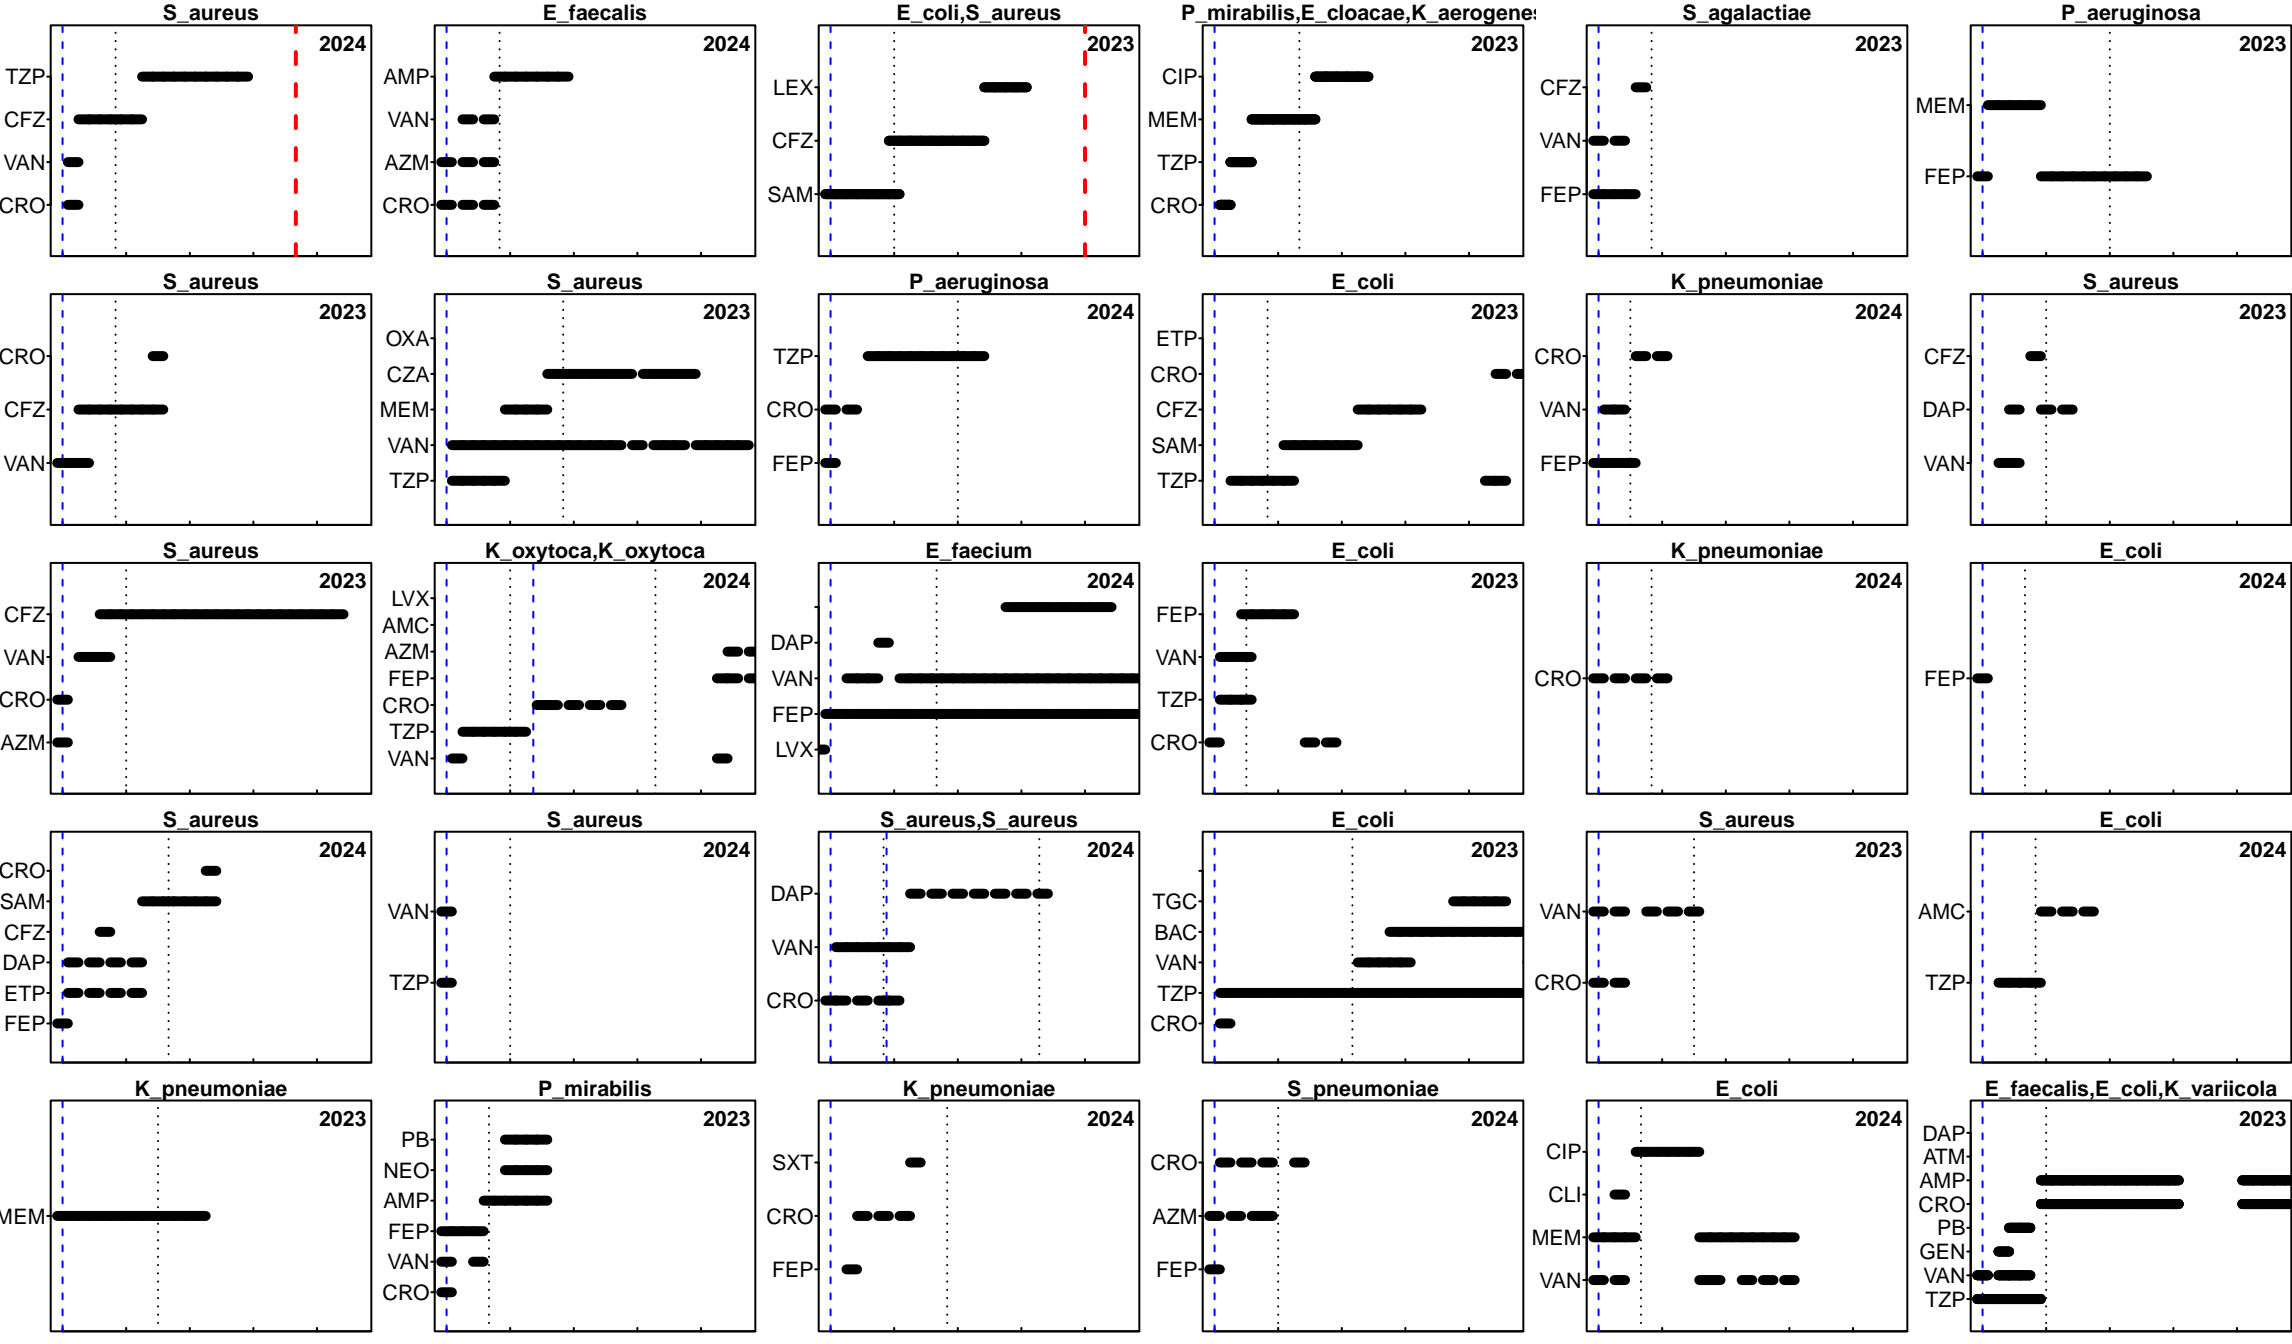 S_aureus
2024
TZP
CFZ
VAN
CRO
E_faecalis
2024
AMP
VAN
AZM
CRO
E_coli,S_aureus
2023
LEX
CFZ
SAM
P_mirabilis,E_cloacae,K_aerogenes
2023
CIP
MEM
TZP
CRO
S_agalactiae
2023
CFZ
VAN
FEP
P_aeruginosa
2023
MEM
FEP
S_aureus
2023
CRO
CFZ
VAN
S_aureus
2023
OXA
CZA
MEM
VAN
TZP
P_aeruginosa
2024
TZP
CRO
FEP
E_coli
2023
ETP
CRO
CFZ
SAM
TZP
K_pneumoniae
2024
CRO
VAN
FEP
S_aureus
2023
CFZ
DAP
VAN
S_aureus
2023
CFZ
VAN
CRO
AZM
K_oxytoca,K_oxytoca
2024
LVX
AMC
AZM
FEP
CRO
TZP
VAN
E_faecium
2024
DAP
VAN
FEP
LVX
E_coli
2023
FEP
VAN
TZP
CRO
K_pneumoniae
2024
CRO
E_coli
2024
FEP
S_aureus
2024
CRO
SAM
CFZ
DAP
ETP
FEP
S_aureus
2024
VAN
TZP
S_aureus,S_aureus
2024
DAP
VAN
CRO
E_coli
2023
TGC
BAC
VAN
TZP
CRO
S_aureus
2023
VAN
CRO
E_coli
2024
AMC
TZP
K_pneumoniae
2023
MEM
P_mirabilis
2023
PB
NEO
AMP
FEP
VAN
CRO
K_pneumoniae
2024
SXT
CRO
FEP
S_pneumoniae
2024
CRO
AZM
FEP
E_coli
2024
CIP
CLI
MEM
VAN
E_faecalis,E_coli,K_variicola
2023
DAP
ATM
AMP
CRO
PB
GEN
VAN
TZP